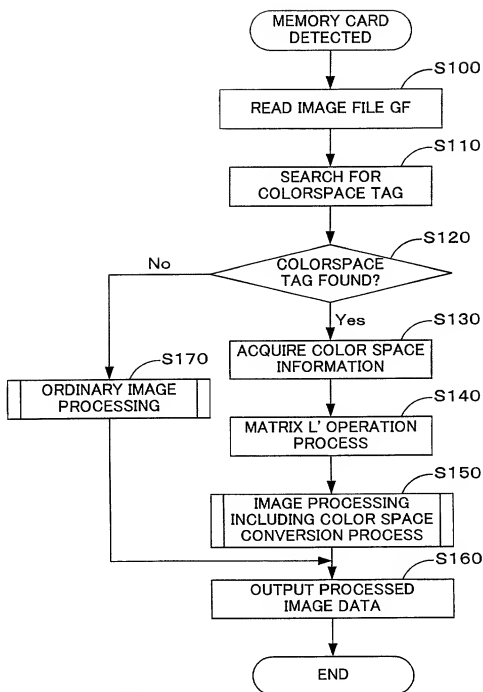 MEMORY CARD
DETECTED
S100
READ IMAGE FILE GF
S110
SEARCH FOR
COLORSPACE TAG
S120
COLORSPACE
TAG FOUND?
No
Yes
S130
ACQUIRE COLOR SPACE
INFORMATION
S170
ORDINARY IMAGE
PROCESSING
S140
MATRIX L' OPERATION
PROCESS
S150
IMAGE PROCESSING
INCLUDING COLOR SPACE
CONVERSION PROCESS
S160
OUTPUT PROCESSED
IMAGE DATA
END